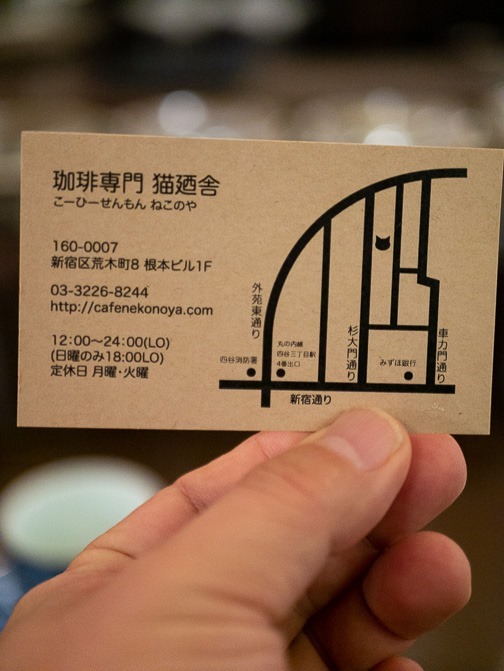 珈琲専門 猫廼舎
こーひーせんもん ねこのや
160-0007
新宿区荒木町8 根本ビル1F
03-3226-8244
http://cafenekonoya.com
12:00〜24:00(LO)
(日曜のみ18:00LO)
定休日 月曜・火曜
外苑東通り
四谷消防署
丸の内線
四谷三丁目駅
4番出口
杉大門通り
みずほ銀行
車力門通り
新宿通り